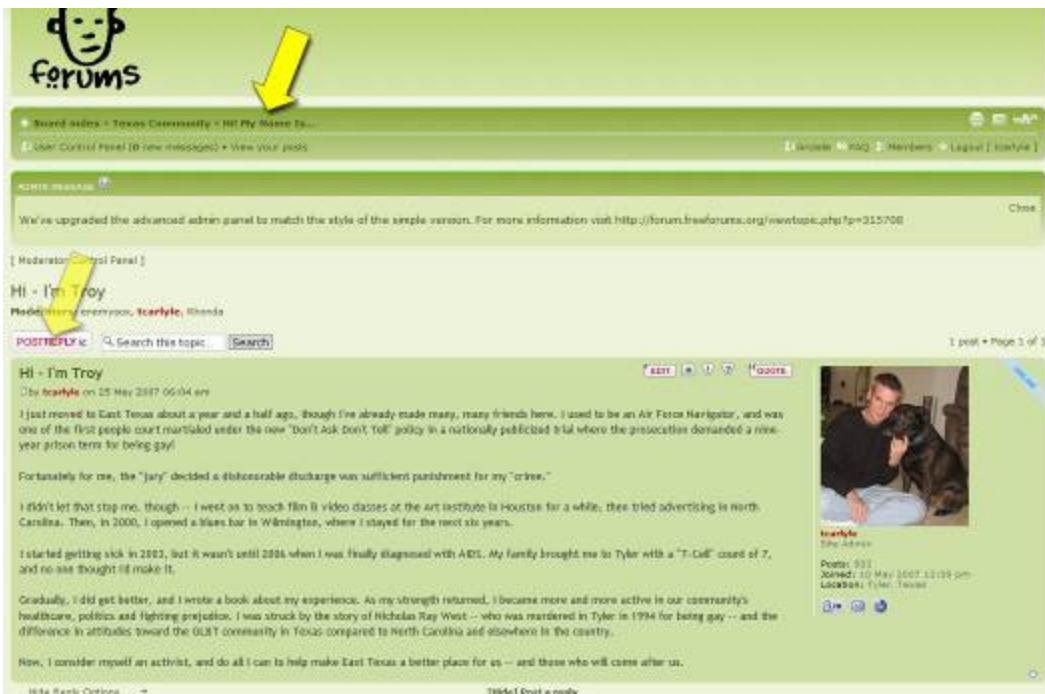 forums
Board index ‹ Texas Community ‹ Hi! My Name Is...
User Control Panel (0 new messages) • View your posts
FAQ Members Logout [ tcarlyle ]
We've upgraded the advanced admin panel to match the style of the simple version. For more information visit http://forum.freeforums.org/viewtopic.php?p=315708
Close
[ Moderator Control Panel ]
Hi - I'm Troy
tcarlyle, Rhonda
POSTREPLY
Search this topic... Search
1 post • Page 1 of 1
Hi - I'm Troy
EDIT ! ? QUOTE
by tcarlyle on 25 May 2007 06:04 am
I just moved to East Texas about a year and a half ago, though I've already made many, many friends here. I used to be an Air Force Navigator, and was
one of the first people court martialed under the new "Don't Ask Don't Tell" policy in a nationally publicized trial where the prosecution demanded a nine-
year prison term for being gay!
Fortunately for me, the "jury" decided a dishonorable discharge was sufficient punishment for my "crime."
I didn't let that stop me, though -- I went on to teach film & video classes at the Art Institute in Houston for a while, then tried advertising in North
Carolina. Then, in 2000, I opened a blues bar in Wilmington, where I stayed for the next six years.
I started getting sick in 2003, but it wasn't until 2006 when I was finally diagnosed with AIDS. My family brought me to Tyler with a "T-Cell" count of 7,
and no one thought I'd make it.
Gradually, I did get better, and I wrote a book about my experience. As my strength returned, I became more and more active in our community's
healthcare, politics and fighting prejudice. I was struck by the story of Nicholas Ray West -- who was murdered in Tyler in 1994 for being gay -- and the
difference in attitudes toward the GLBT community in Texas compared to North Carolina and elsewhere in the country.
Now, I consider myself an activist, and do all I can to help make East Texas a better place for us -- and those who will come after us.
tcarlyle
Site Admin
Posts:
Joined: 10 May 2007 12:09 pm
Location: Tyler, Texas
[Hide] Post a reply